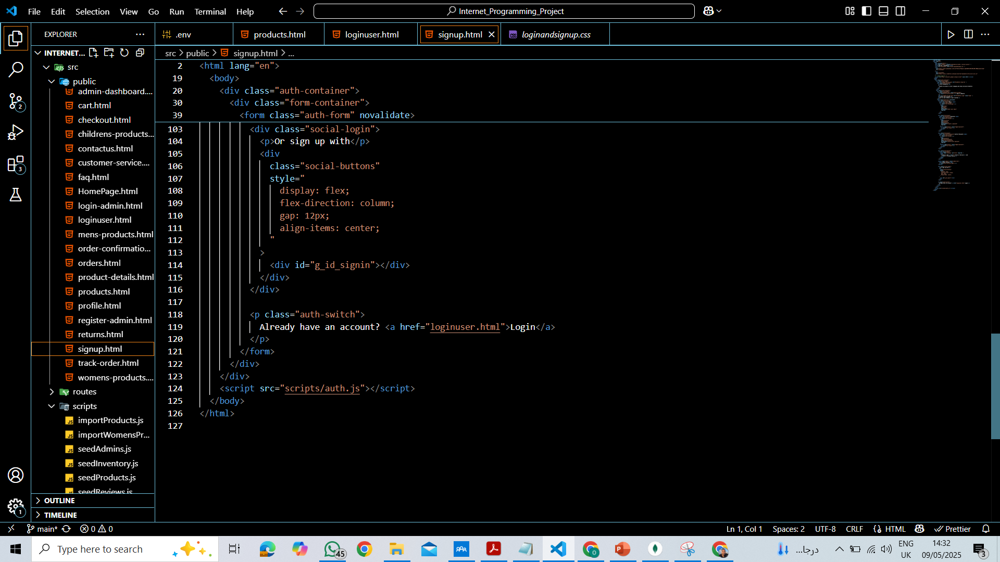 File Edit Selection View Go Run Terminal Help
Internet_Programming_Project
EXPLORER
.env
products.html
loginuser.html
signup.html
loginandsignup.css
INTERNET...
src > public > signup.html > ...
src
public
admin-dashboard....
cart.html
checkout.html
childrens-products...
contactus.html
customer-service....
faq.html
HomePage.html
login-admin.html
loginuser.html
mens-products.html
order-confirmatio...
orders.html
product-details.html
products.html
profile.html
register-admin.html
returns.html
signup.html
track-order.html
womens-products....
routes
scripts
importProducts.js
importWomensPr...
seedAdmins.js
seedInventory.js
seedProducts.js
seedReviews.js
OUTLINE
TIMELINE
2 <html lang="en">
19 <body>
20 <div class="auth-container">
30 <div class="form-container">
39 <form class="auth-form" novalidate>
103 <div class="social-login">
104 <p>Or sign up with</p>
105 <div
106 class="social-buttons"
107 style="
108 display: flex;
109 flex-direction: column;
110 gap: 12px;
111 align-items: center;
112 "
113 >
114 <div id="g_id_signin"></div>
115 </div>
116 </div>
117
118 <p class="auth-switch">
119 Already have an account? <a href="loginuser.html">Login</a>
120 </p>
121 </form>
122 </div>
123 </div>
124 <script src="scripts/auth.js"></script>
125 </body>
126 </html>
127
2
3
1
main* 0 0
Ln 1, Col 1 Spaces: 2 UTF-8 CRLF HTML Prettier
Type here to search
45
درجا...
ENG
UK
14:32
09/05/2025
3